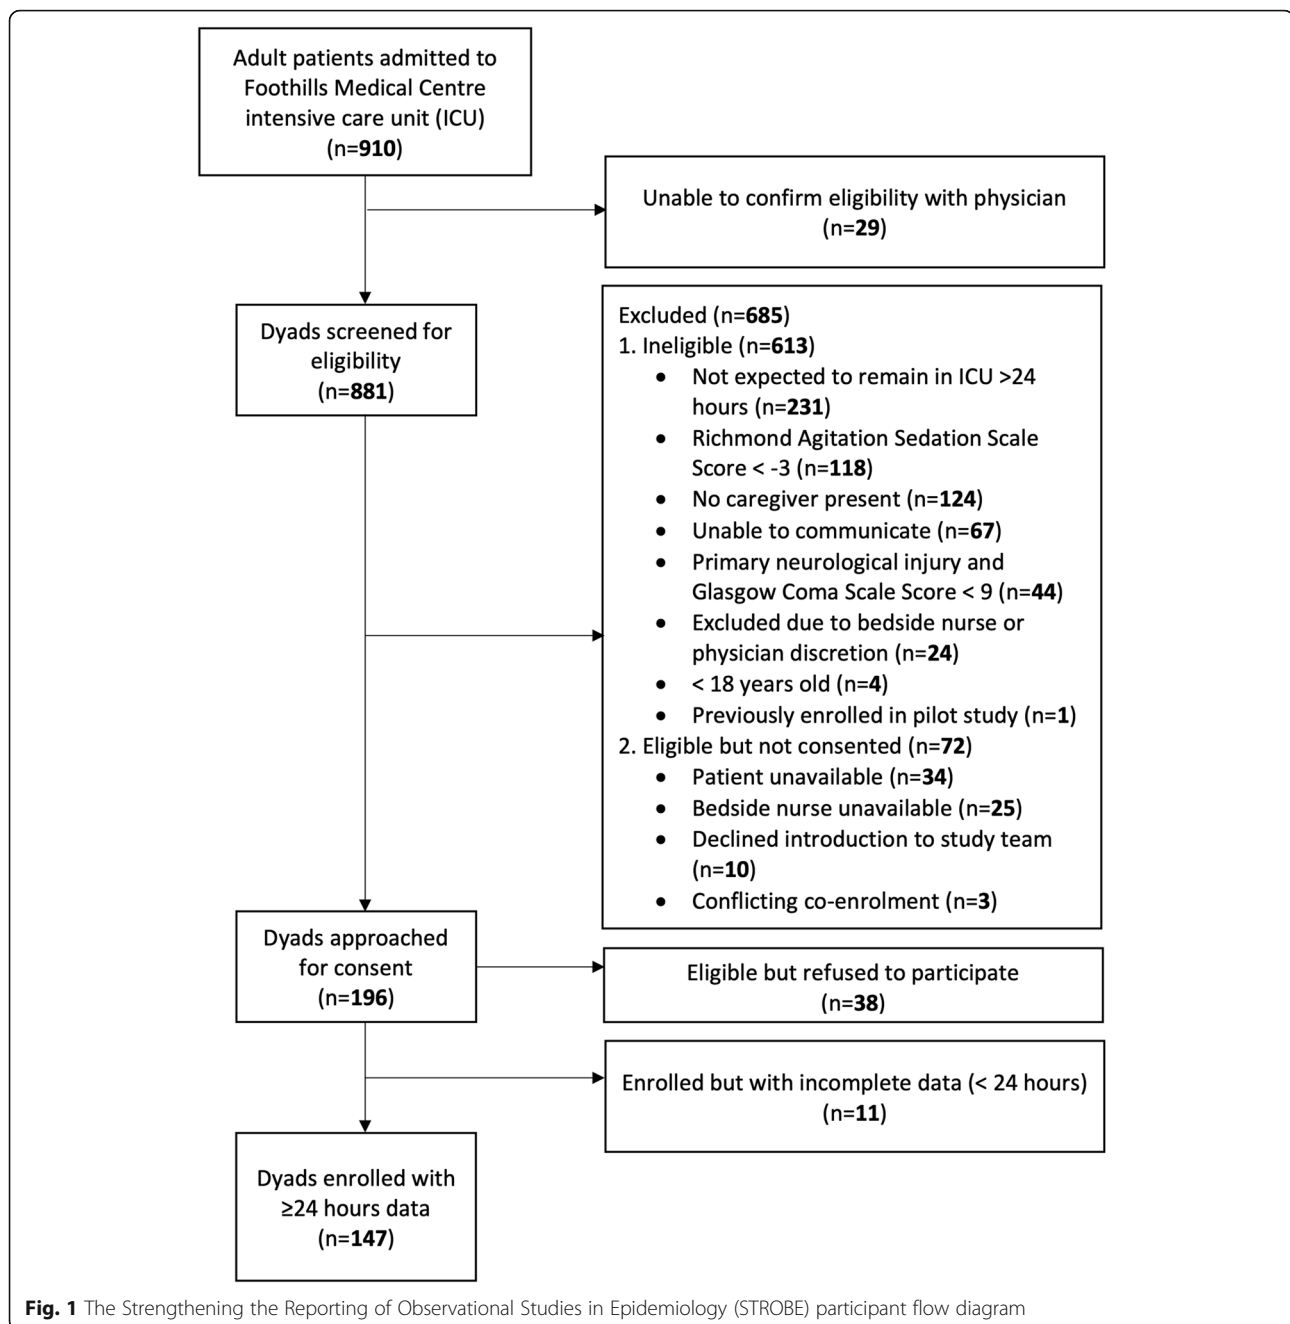 Adult patients admitted to
Foothills Medical Centre
intensive care unit (ICU)
(n=910)
Unable to confirm eligibility with physician
(n=29)
Dyads screened for
eligibility
(n=881)
Excluded (n=685)
1. Ineligible (n=613)
• Not expected to remain in ICU >24
hours (n=231)
• Richmond Agitation Sedation Scale
Score < -3 (n=118)
• No caregiver present (n=124)
• Unable to communicate (n=67)
• Primary neurological injury and
Glasgow Coma Scale Score < 9 (n=44)
• Excluded due to bedside nurse or
physician discretion (n=24)
• < 18 years old (n=4)
• Previously enrolled in pilot study (n=1)
2. Eligible but not consented (n=72)
• Patient unavailable (n=34)
• Bedside nurse unavailable (n=25)
• Declined introduction to study team
(n=10)
• Conflicting co-enrolment (n=3)
Dyads approached
for consent
(n=196)
Eligible but refused to participate
(n=38)
Enrolled but with incomplete data (< 24 hours)
(n=11)
Dyads enrolled with
≥24 hours data
(n=147)
Fig. 1 The Strengthening the Reporting of Observational Studies in Epidemiology (STROBE) participant flow diagram